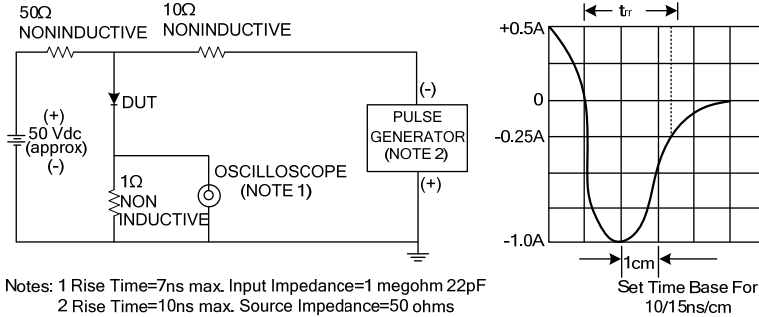 50Ω
NONINDUCTIVE
10Ω
NONINDUCTIVE
DUT
(+)
50 Vdc
(approx)
(-)
1Ω
NON
INDUCTIVE
OSCILLOSCOPE
(NOTE 1)
(-)
PULSE
GENERATOR
(NOTE 2)
(+)
trr
+0.5A
0
-0.25A
-1.0A
1cm
Set Time Base For
10/15ns/cm
Notes: 1 Rise Time=7ns max. Input Impedance=1 megohm 22pF
2 Rise Time=10ns max. Source Impedance=50 ohms